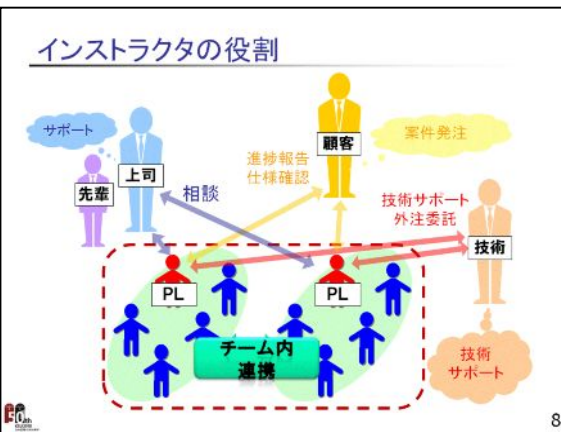 インストラクタの役割
サポート
先輩
上司
相談
進捗報告
仕様確認
顧客
案件発注
技術サポート
外注委託
技術
PL
PL
チーム内
連携
技術
サポート
8